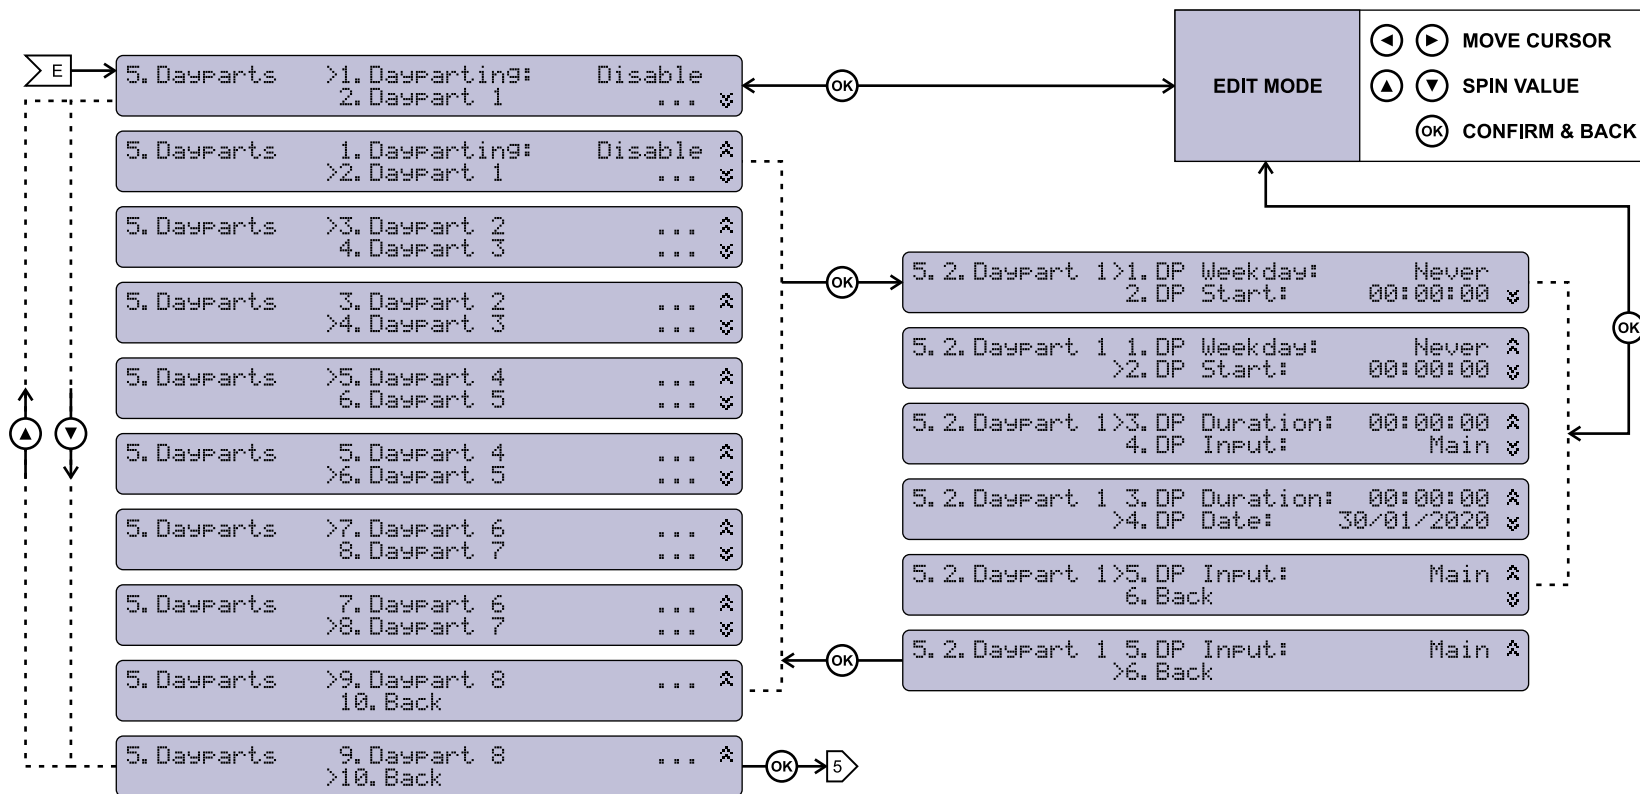 E
5.Dayparts >1.Dayparting: Disable
2.Daypart 1 ...
OK
EDIT MODE
MOVE CURSOR
SPIN VALUE
OK CONFIRM & BACK
5.Dayparts 1.Dayparting: Disable
>2.Daypart 1 ...
5.Dayparts >3.Daypart 2 ...
4.Daypart 3 ...
5.Dayparts 3.Daypart 2 ...
>4.Daypart 3 ...
5.Dayparts >5.Daypart 4 ...
6.Daypart 5 ...
5.Dayparts 5.Daypart 4 ...
>6.Daypart 5 ...
5.Dayparts >7.Daypart 6 ...
8.Daypart 7 ...
5.Dayparts 7.Daypart 6 ...
>8.Daypart 7 ...
5.Dayparts >9.Daypart 8 ...
10.Back
5.Dayparts 9.Daypart 8 ...
>10.Back
OK
5
OK
5.2.Daypart 1>1.DP Weekday: Never
2.DP Start: 00:00:00
5.2.Daypart 1 1.DP Weekday: Never
>2.DP Start: 00:00:00
5.2.Daypart 1>3.DP Duration: 00:00:00
4.DP Input: Main
5.2.Daypart 1 3.DP Duration: 00:00:00
>4.DP Date: 30/01/2020
5.2.Daypart 1>5.DP Input: Main
6.Back
5.2.Daypart 1 5.DP Input: Main
>6.Back
OK
OK